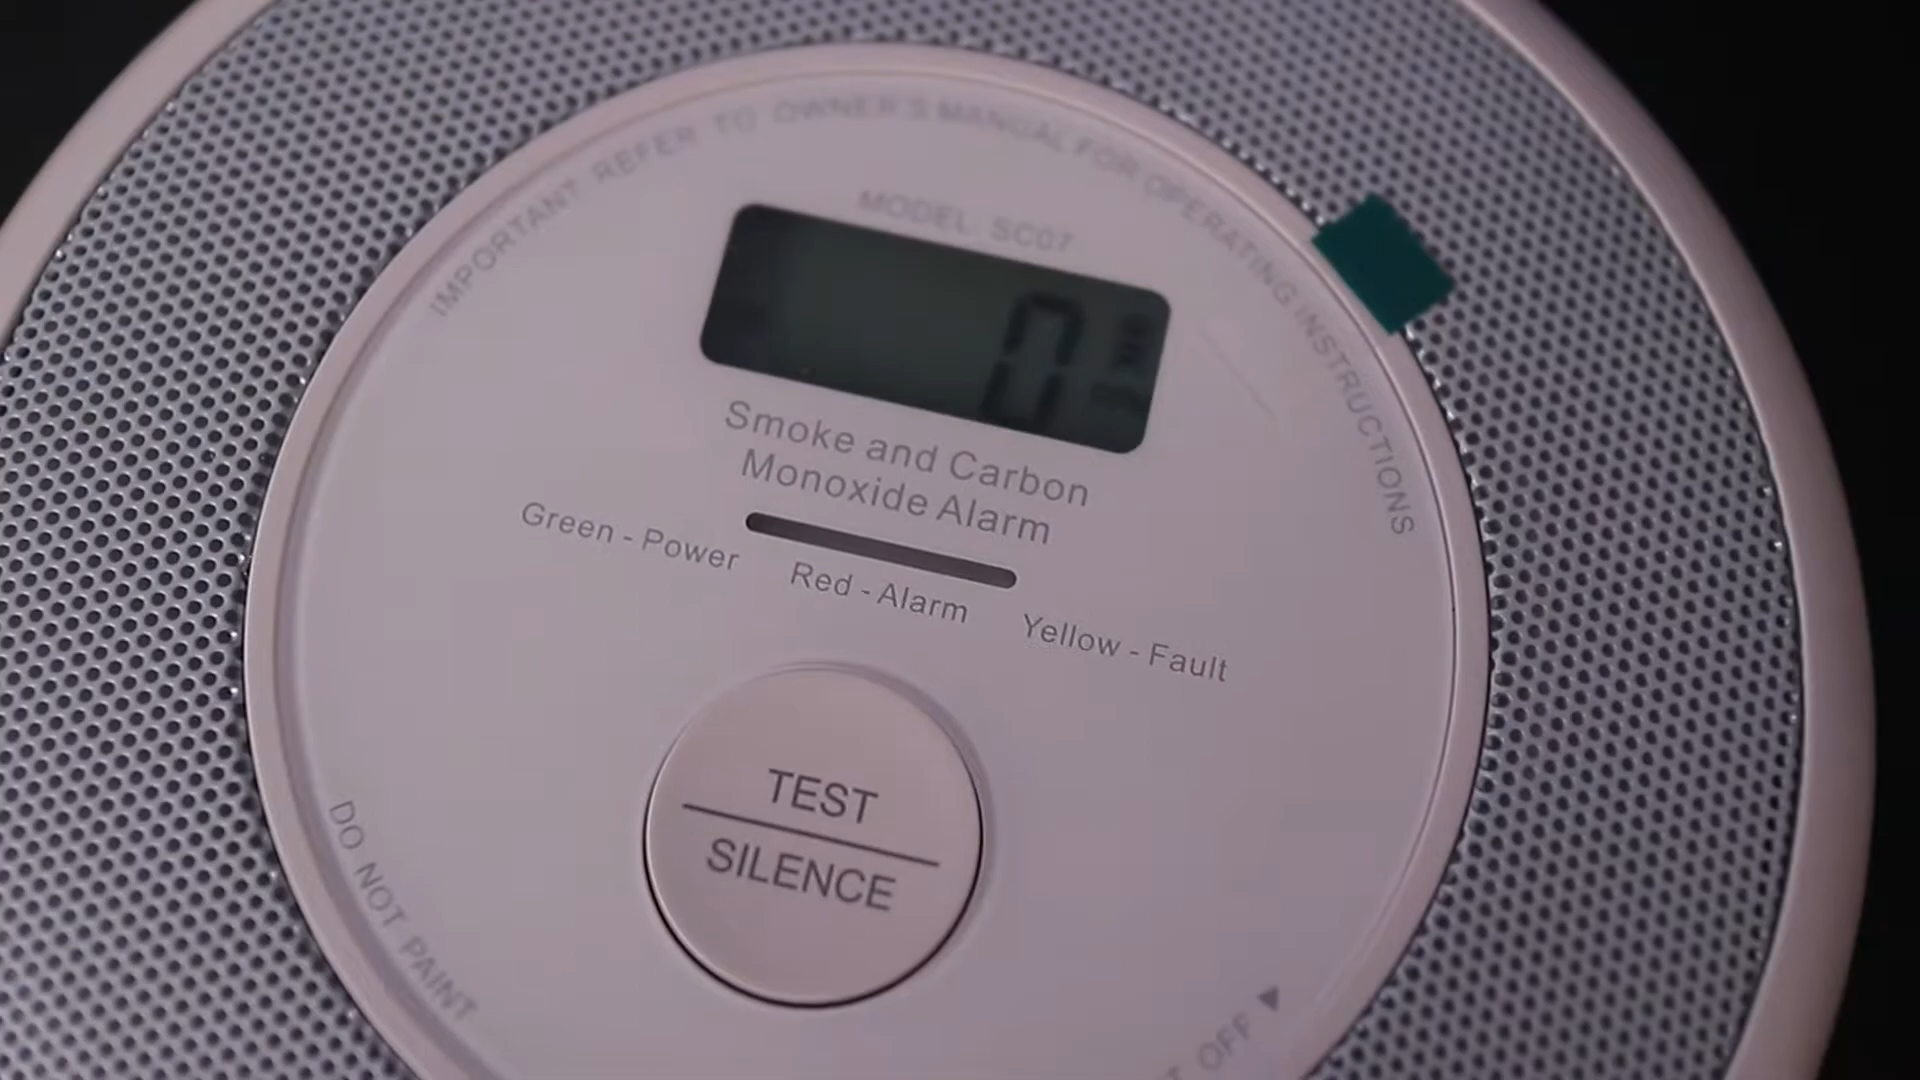 IMPORTANT REFER TO OWNER'S MANUAL FOR OPERATING INSTRUCTIONS
MODEL: SC07
0
Smoke and Carbon
Monoxide Alarm
Green - Power
Red - Alarm
Yellow - Fault
TEST
SILENCE
DO NOT PAINT
OFF